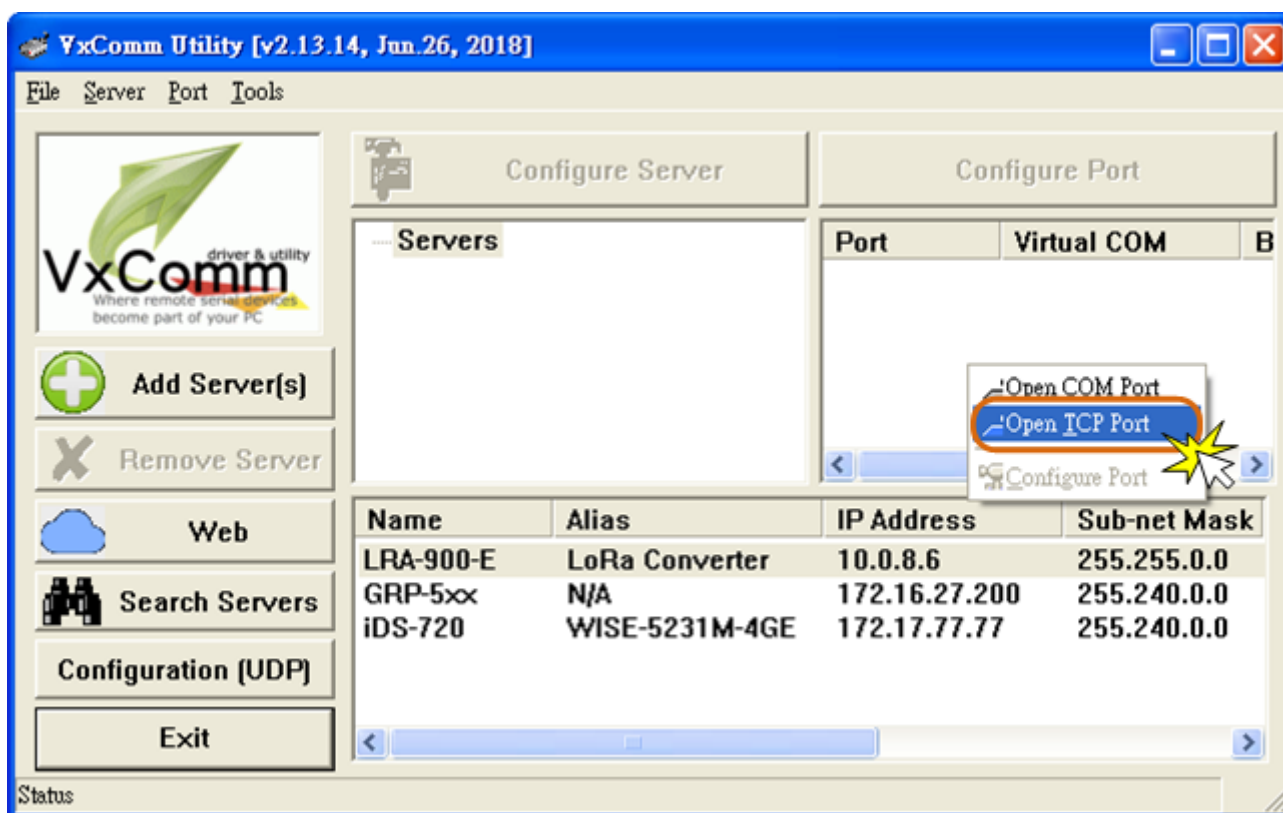 VxComm Utility [v2.13.14, Jun.26, 2018]
File Server Port Tools
driver & utility
VxComm
Where remote serial devices
become part of your PC
Add Server(s)
Remove Server
Web
Search Servers
Configuration (UDP)
Exit
Configure Server
Configure Port
Servers
Port Virtual COM B
Open COM Port
Open TCP Port
Configure Port
Name Alias IP Address Sub-net Mask
LRA-900-E LoRa Converter 10.0.8.6 255.255.0.0
GRP-5xx N/A 172.16.27.200 255.240.0.0
iDS-720 WISE-5231M-4GE 172.17.77.77 255.240.0.0
Status